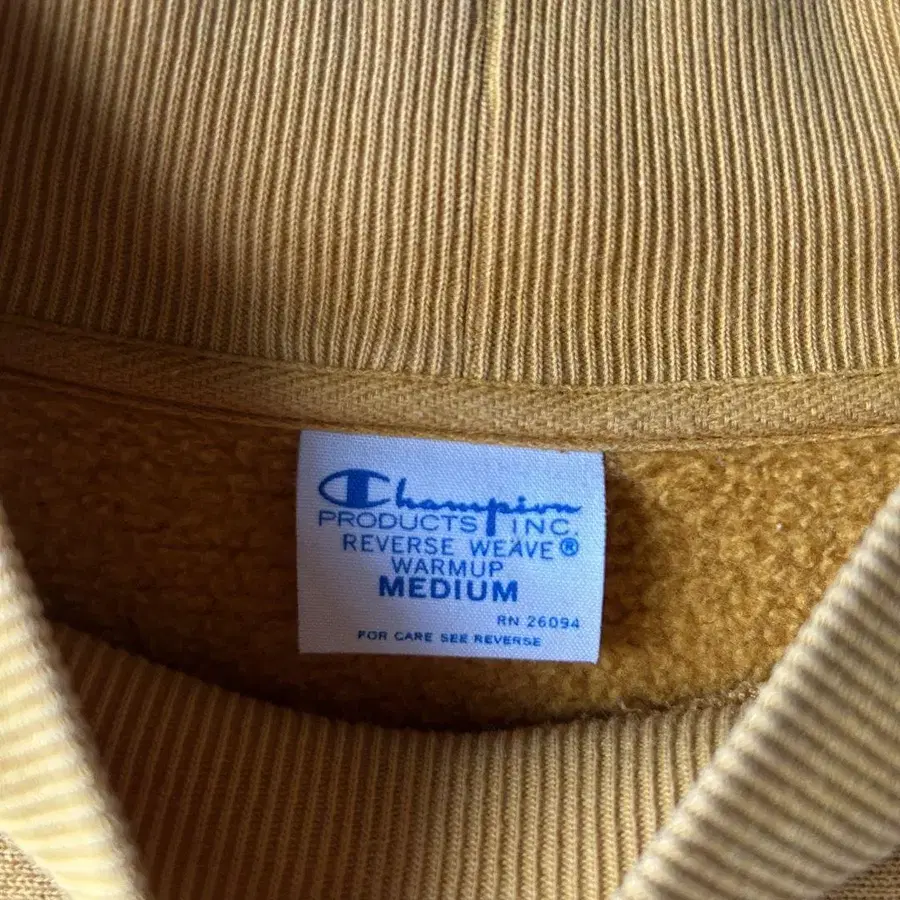 Champion
PRODUCTS INC.
REVERSE WEAVE®
WARMUP
MEDIUM
RN 26094
FOR CARE SEE REVERSE